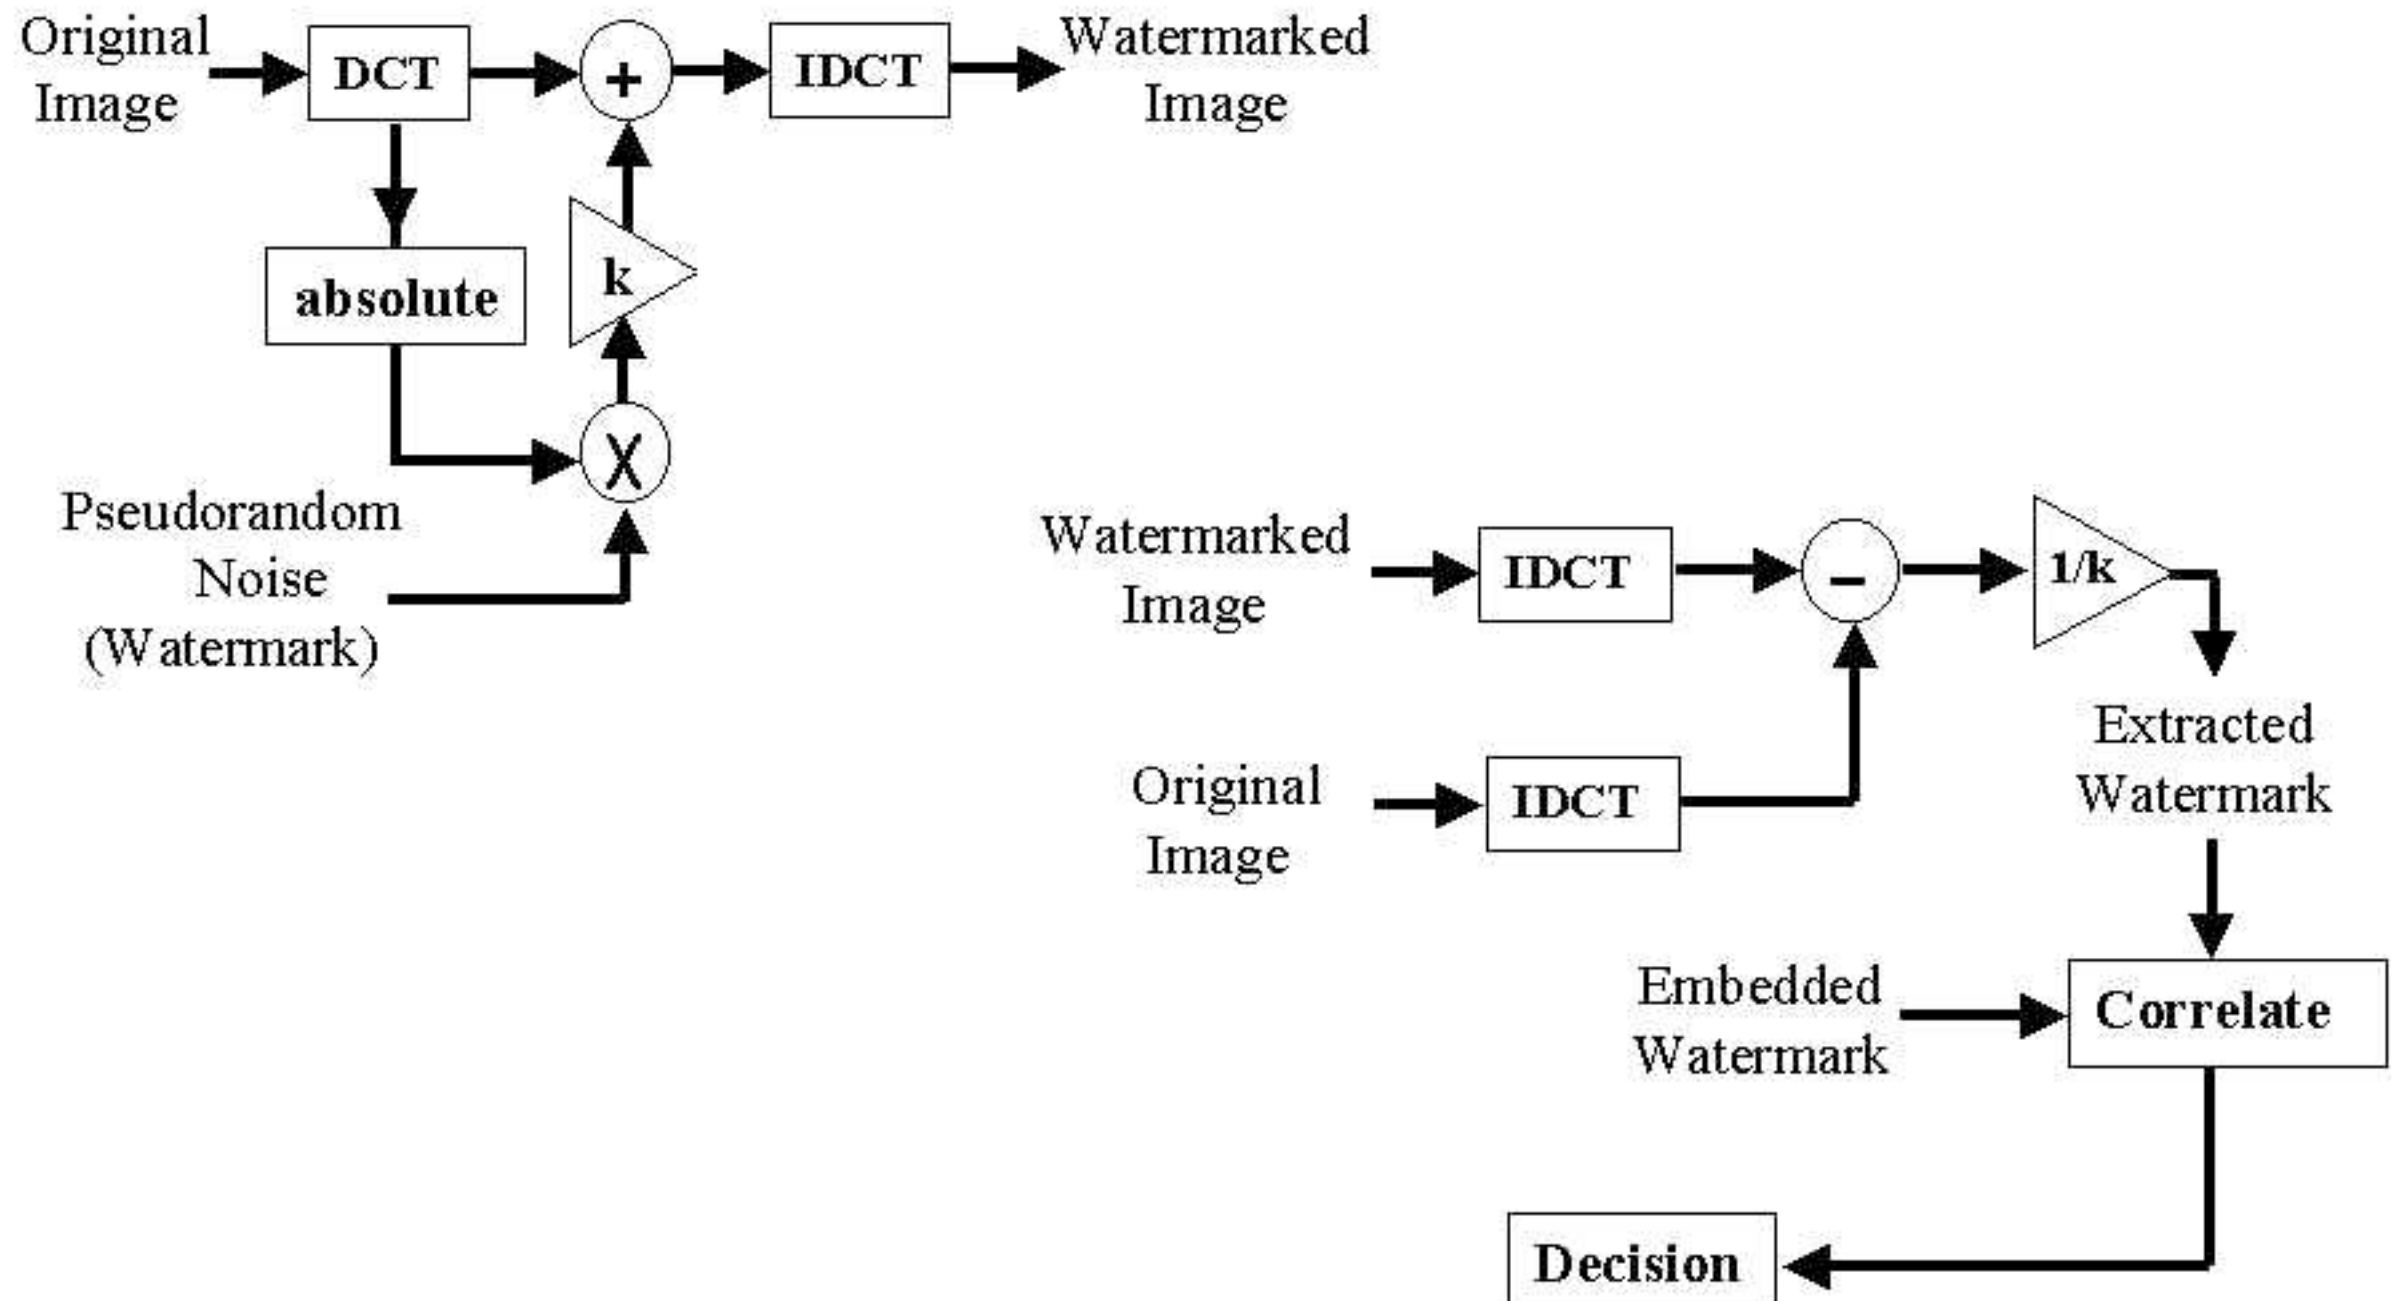 Original
Image
DCT
+
IDCT
Watermarked
Image
absolute
k
X
Pseudorandom
Noise
(Watermark)
Watermarked
Image
IDCT
-
1/k
Original
Image
IDCT
Extracted
Watermark
Embedded
Watermark
Correlate
Decision